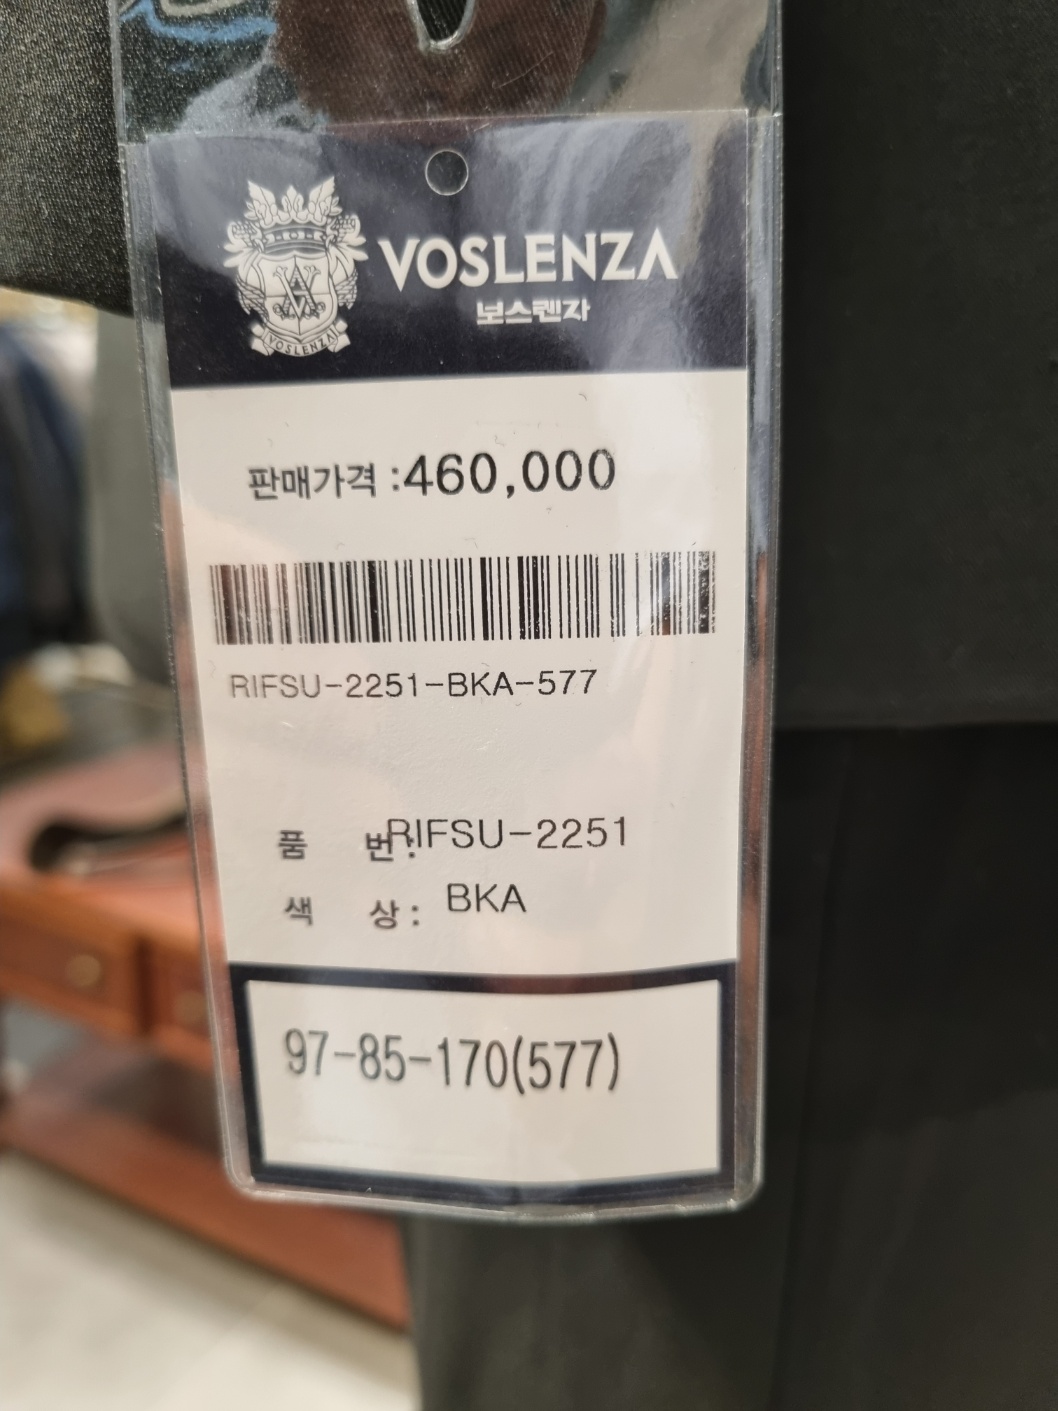 VOSLENZA
보스렌자
VOSLENZA
판매가격 :460,000
RIFSU-2251-BKA-577
품 번:RIFSU-2251
색 상: BKA
97-85-170(577)